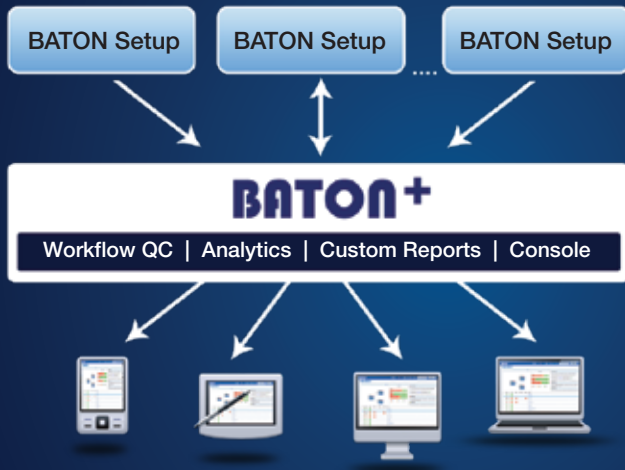 BATON Setup BATON Setup .... BATON Setup
BATON+
Workflow QC | Analytics | Custom Reports | Console